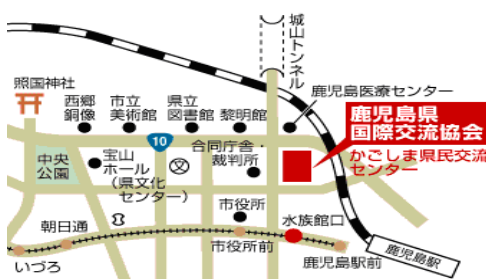 城山トンネル
照国神社
西郷
銅像
市立
美術館
県立
図書館
黎明館
鹿児島医療センター
鹿児島県
国際交流協会
かごしま県民交流
センター
10
中央
公園
宝山
ホール
(県文化
センター)
合同庁舎・
裁判所
市役所
朝日通
水族館口
いづろ
市役所前
鹿児島駅前
鹿児島駅